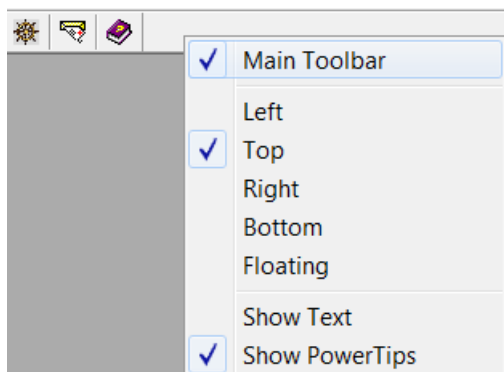 Main Toolbar
Left
Top
Right
Bottom
Floating
Show Text
Show PowerTips